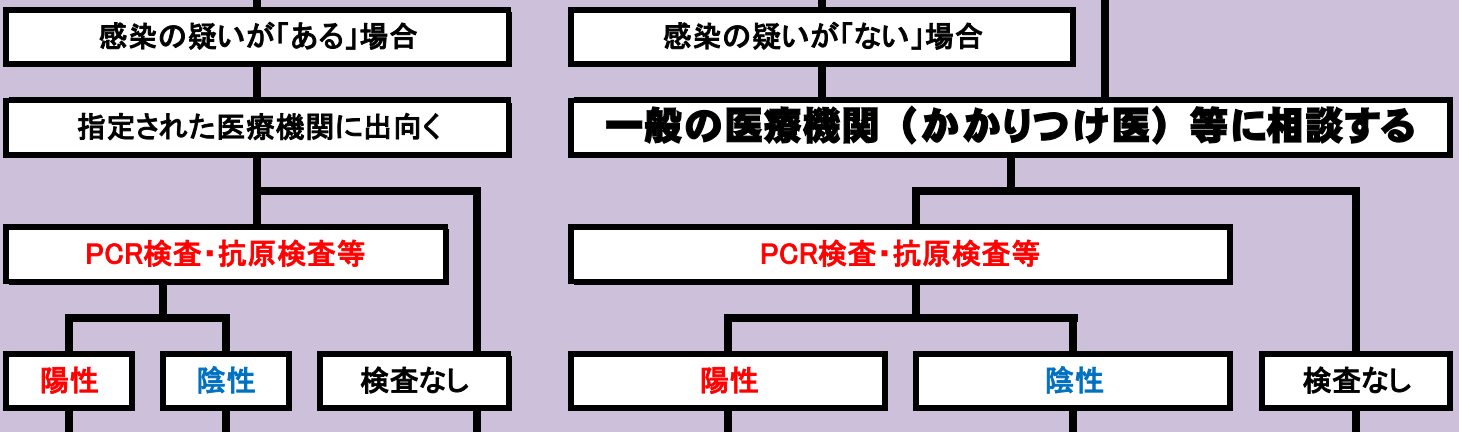 感染の疑いが「ある」場合
感染の疑いが「ない」場合
指定された医療機関に出向く
一般の医療機関（かかりつけ医）等に相談する
PCR検査・抗原検査等
PCR検査・抗原検査等
陽性
陰性
検査なし
陽性
陰性
検査なし